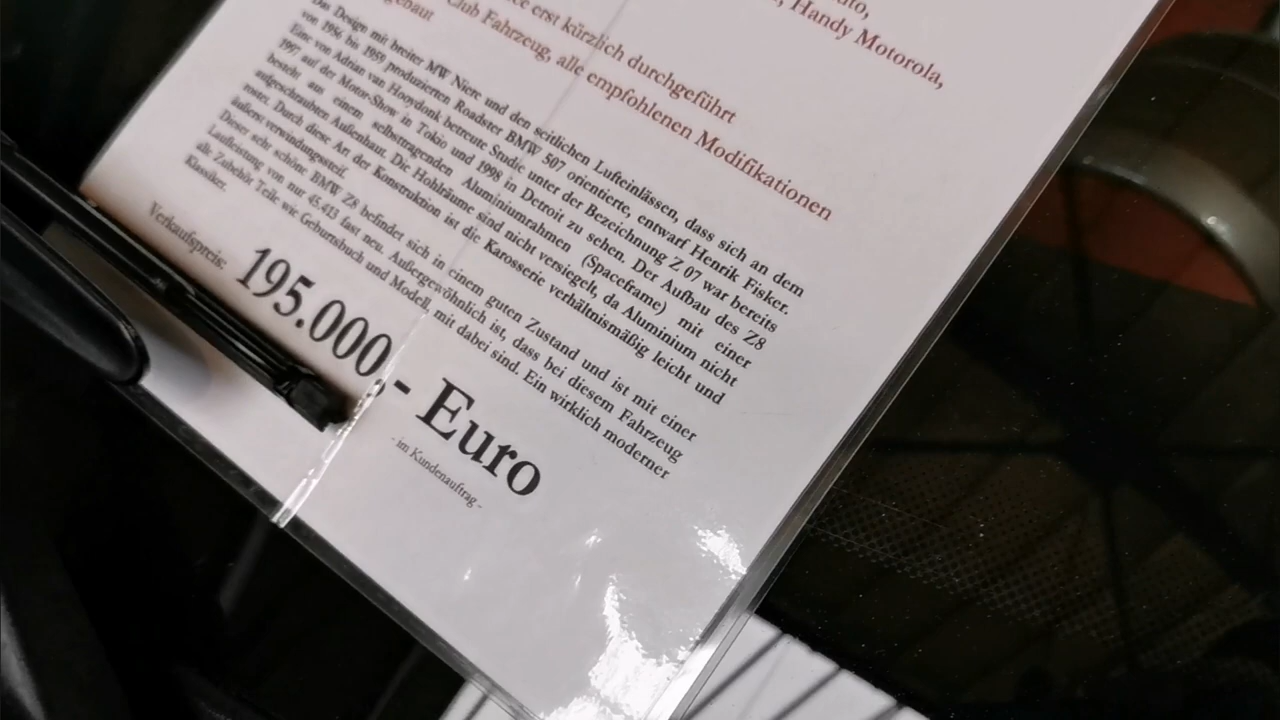 uto,
, Handy Motorola,
ce erst kürzlich durchgeführt
Club Fahrzeug, alle empfohlenen Modifikationen
gebaut
Das Design mit breiter MW Niere und den seitlichen Lufteinlässen, dass sich an dem
von 1956 bis 1959 produzierten Roadster BMW 507 orientierte, entwarf Henrik Fisker.
Eine von Adrian van Hooydonk betreute Studie unter der Bezeichnung Z 07 war bereits
1997 auf der Motor-Show in Tokio und 1998 in Detroit zu sehen. Der Aufbau des Z8
besteht aus einem selbsttragenden Aluminiumrahmen (Spaceframe) mit einer
aufgeschraubten Außenhaut. Die Hohlräume sind nicht versiegelt, da Aluminium nicht
rostet. Durch diese Art der Konstruktion ist die Karosserie verhältnismäßig leicht und
äußerst verwindungssteif.
Dieser sehr schöne BMW Z8 befindet sich in einem guten Zustand und ist mit einer
Laufleistung von nur 45.413 fast neu. Außergewöhnlich ist, dass bei diesem Fahrzeug
als Zubehör Teile wie Geburtsbuch und Modell, mit dabei sind. Ein wirklich moderner
Klassiker.
Verkaufspreis:
195.000,- Euro
- im Kundenauftrag -